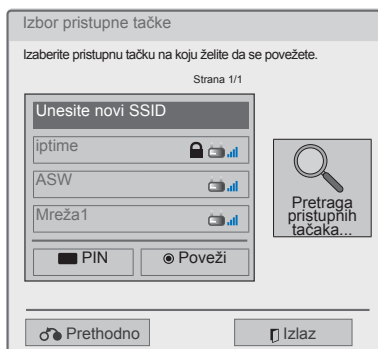 Izbor pristupne tačke
Izaberite pristupnu tačku na koju želite da se povežete.
Strana 1/1
Unesite novi SSID
iptime
ASW
Mreža1
PIN
Poveži
Pretraga
pristupnih
tačaka...
Prethodno
Izlaz